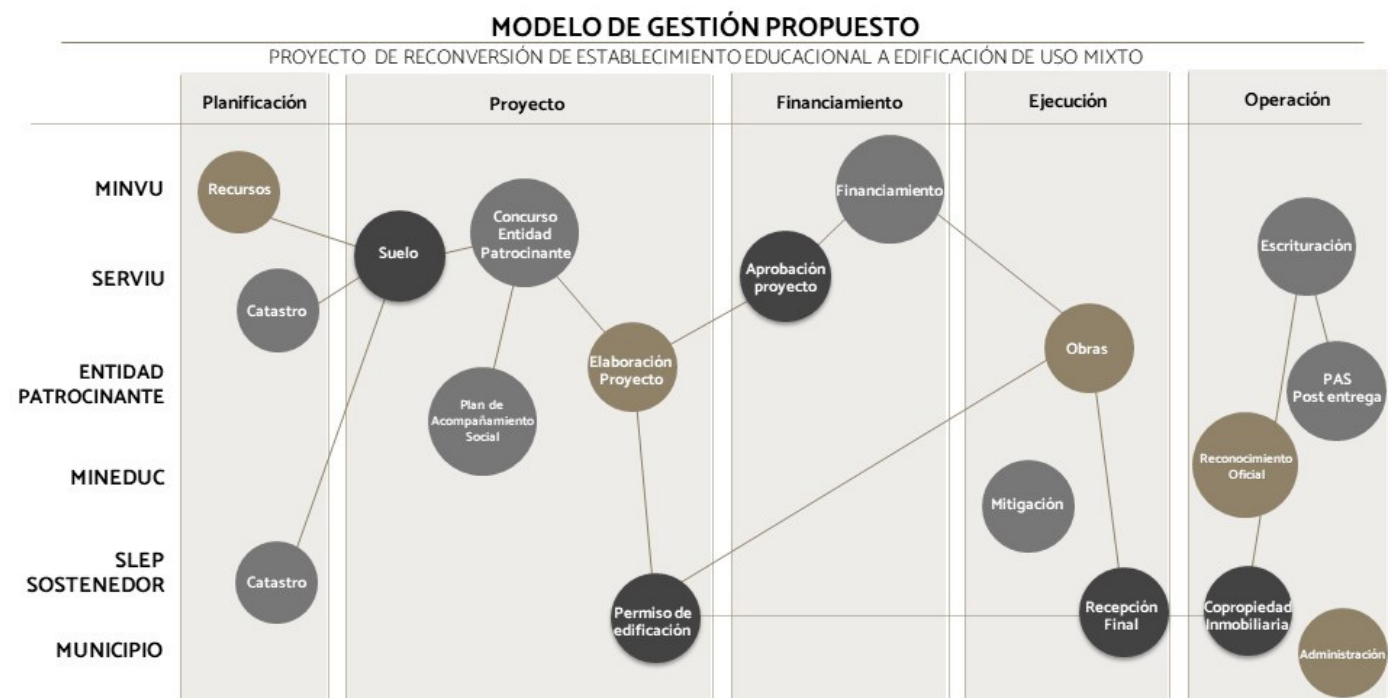 MODELO DE GESTIÓN PROPUESTO
PROYECTO DE RECONVERSIÓN DE ESTABLECIMIENTO EDUCACIONAL A EDIFICACIÓN DE USO MIXTO
Planificación
Proyecto
Financiamiento
Ejecución
Operación
MINVU
SERVIU
ENTIDAD
PATROCINANTE
MINEDUC
SLEP
SOSTENEDOR
MUNICIPIO
Recursos
Catastro
Catastro
Suelo
Concurso
Entidad
Patrocinante
Plan de
Acompañamiento
Social
Elaboración
Proyecto
Permiso de
edificación
Aprobación
proyecto
Financiamiento
Obras
Mitigación
Recepción
Final
Escrituración
PAS
Post entrega
Reconocimiento
Oficial
Copropiedad
Inmobiliaria
Administración